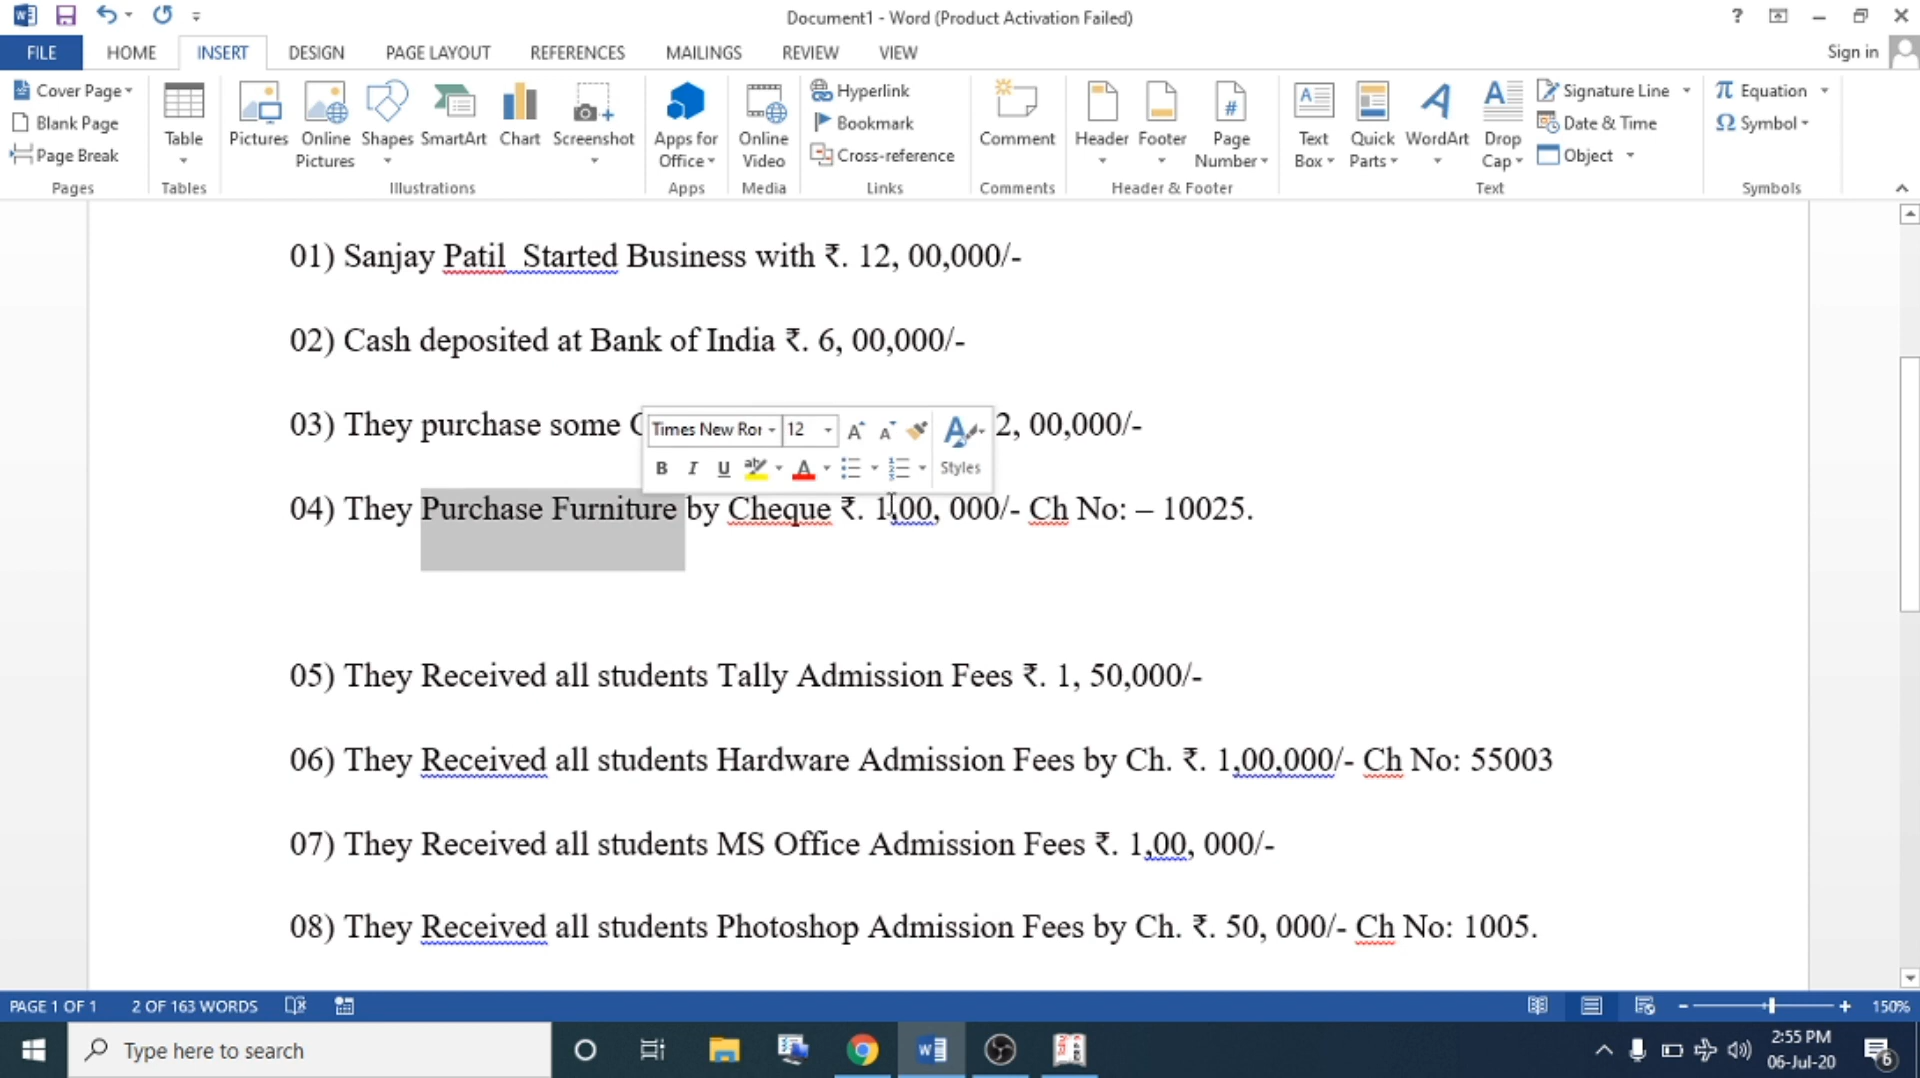 Document1 - Word (Product Activation Failed)
?
FILE HOME INSERT DESIGN PAGE LAYOUT REFERENCES MAILINGS REVIEW VIEW Sign in
Cover Page
Blank Page
Page Break
Pages
Table
Tables
Pictures
Online Pictures
Shapes
SmartArt
Chart
Screenshot
Illustrations
Apps for Office
Apps
Online Video
Media
Hyperlink
Bookmark
Cross-reference
Links
Comment
Comments
Header
Footer
Page Number
Header & Footer
Text Box
Quick Parts
WordArt
Drop Cap
Signature Line
Date & Time
Object
Text
π Equation
Ω Symbol
Symbols
01) Sanjay Patil Started Business with ₹. 12, 00,000/-
02) Cash deposited at Bank of India ₹. 6, 00,000/-
03) They purchase some 2, 00,000/-
Times New Ror 12
B I U Styles
04) They Purchase Furniture by Cheque ₹. 1,00, 000/- Ch No: – 10025.
05) They Received all students Tally Admission Fees ₹. 1, 50,000/-
06) They Received all students Hardware Admission Fees by Ch. ₹. 1,00,000/- Ch No: 55003
07) They Received all students MS Office Admission Fees ₹. 1,00, 000/-
08) They Received all students Photoshop Admission Fees by Ch. ₹. 50, 000/- Ch No: 1005.
PAGE 1 OF 1 2 OF 163 WORDS 150%
Type here to search
2:55 PM
06-Jul-20
6